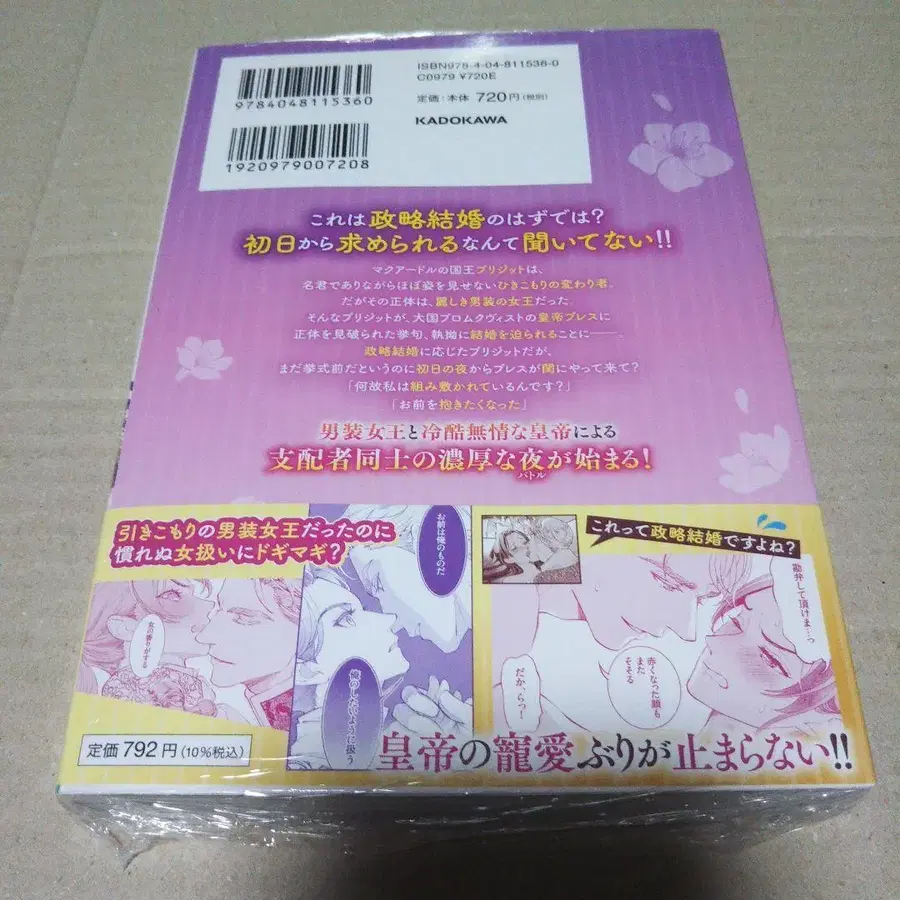 ISBN978-4-04-811536-0
C0979 ¥720E
定価：本体 720円（税別）
KADOKAWA
9784048115360
1920979007208
これは政略結婚のはずでは？
初日から求められるなんて聞いてない!!
マクアードルの国王ブリジットは、
名君でありながらほぼ姿を見せないひきこもりの変わり者。
だがその正体は、麗しき男装の女王だった。
そんなブリジットが、大国ブロムクヴィストの皇帝ブレスに
正体を見破られた挙句、執拗に結婚を迫られることに――。
政略結婚に応じたブリジットだが、
まだ挙式前だというのに初日の夜からブレスが閨にやって来て？
「何故私は組み敷かれているんです？」
「お前を抱きたくなった」
男装女王と冷酷無情な皇帝による
支配者同士の濃厚な夜が始まる！
バトル
引きこもりの男装女王だったのに
慣れぬ女扱いにドギマギ？
女の香りがする
お前は俺のものだ
俺のしたいように扱う
これって政略結婚ですよね？
勘弁して頂けま…っ
赤くなった顔も
また
そそる
だか、らっ！
定価 792円（10％税込）
皇帝の寵愛ぶりが止まらない!!